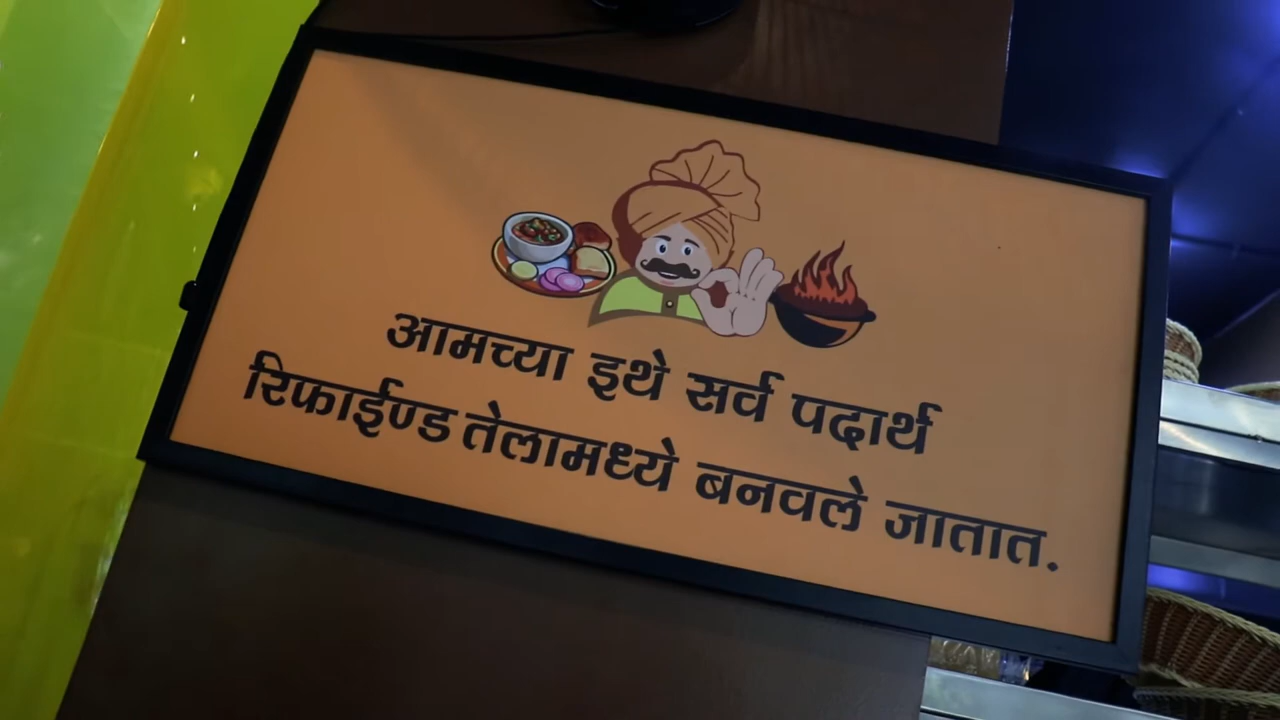 आमच्या इथे सर्व पदार्थ
रिफाईण्ड तेलामध्ये बनवले जातात.